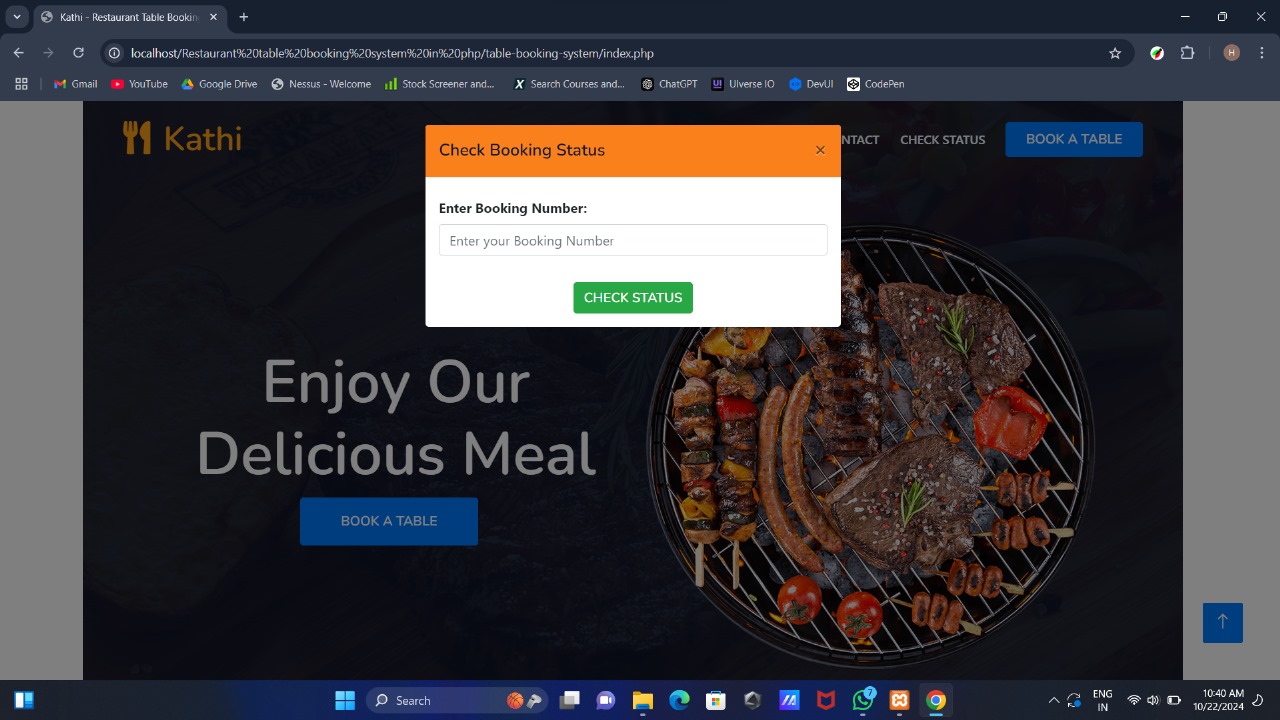 Kathi - Restaurant Table Bookin
localhost/Restaurant%20table%20booking%20system%20in%20php/table-booking-system/index.php
H
Gmail
YouTube
Google Drive
Nessus - Welcome
Stock Screener and...
Search Courses and...
ChatGPT
UI
UIverse IO
DevUI
CodePen
Kathi
NTACT
CHECK STATUS
BOOK A TABLE
Check Booking Status
×
Enter Booking Number:
Enter your Booking Number
CHECK STATUS
Enjoy Our
Delicious Meal
BOOK A TABLE
Search
7
ENG
IN
10:40 AM
10/22/2024